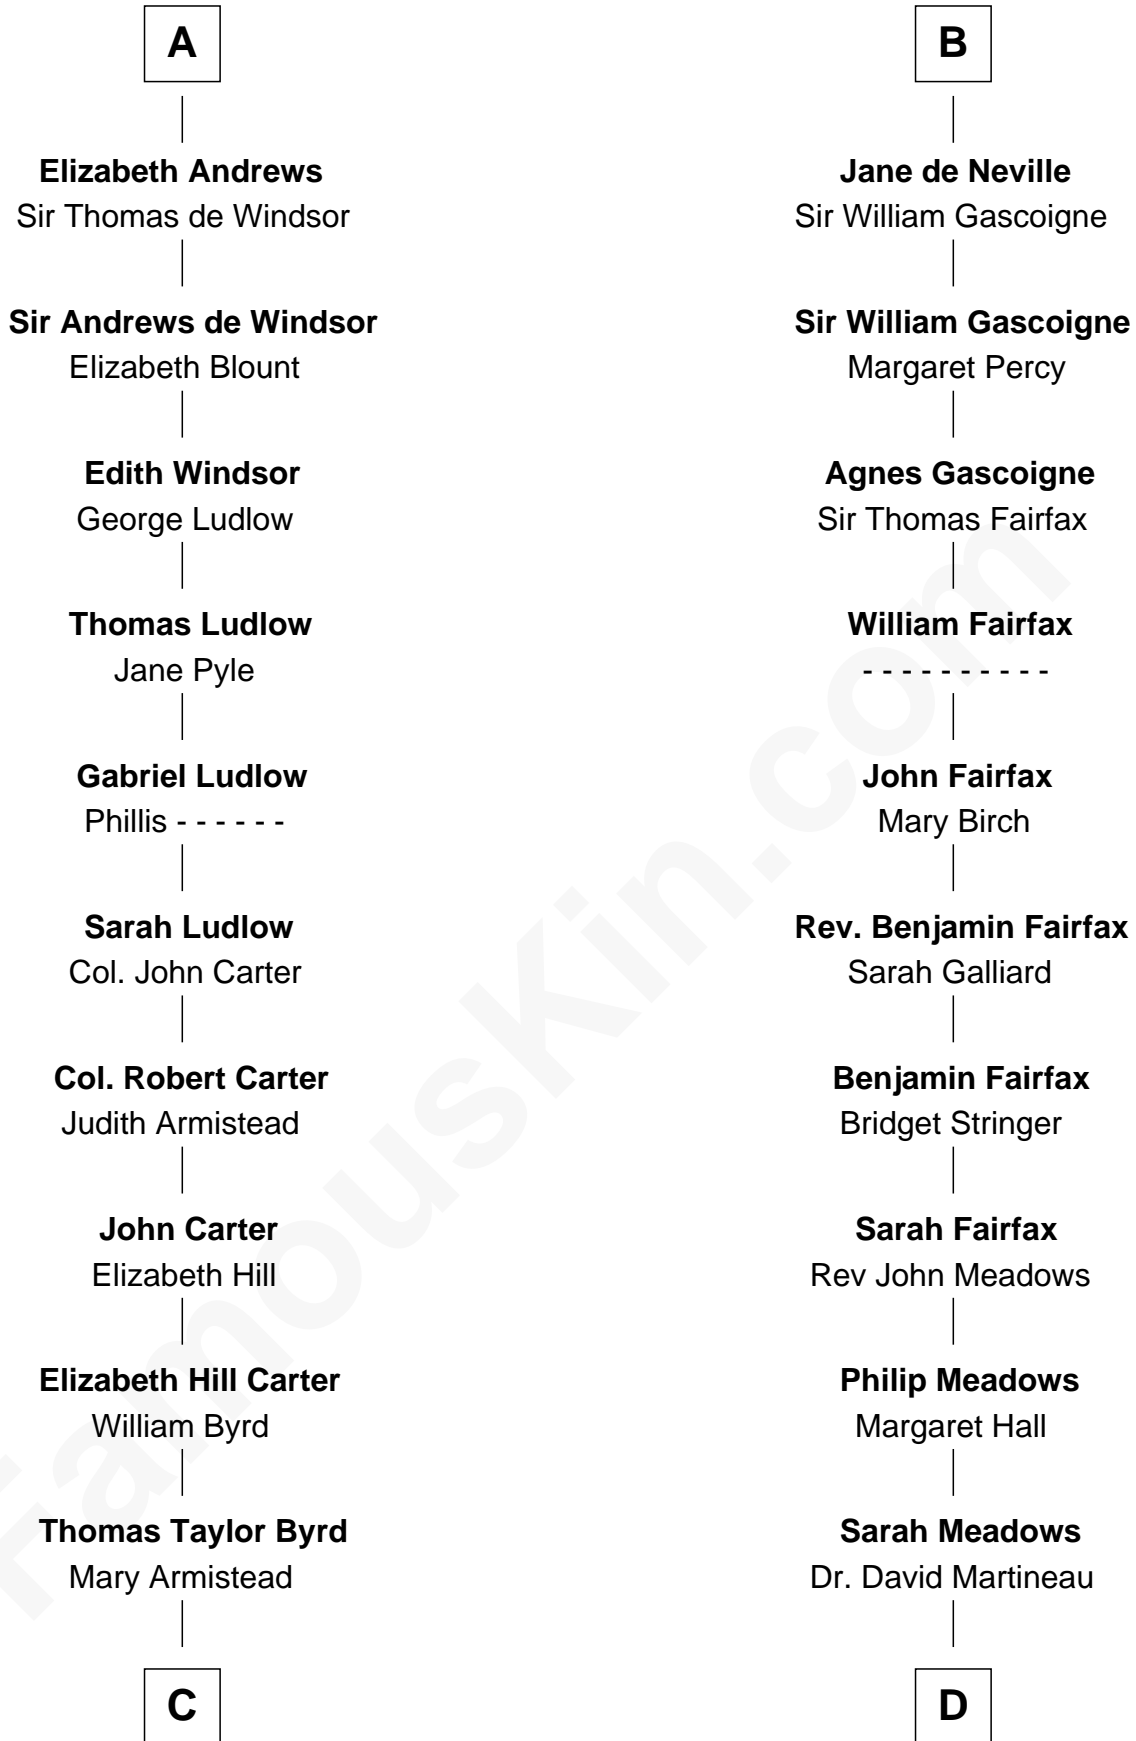 A
Elizabeth Andrews
Sir Thomas de Windsor
Sir Andrews de Windsor
Elizabeth Blount
Edith Windsor
George Ludlow
Thomas Ludlow
Jane Pyle
Gabriel Ludlow
Phillis - - - - - -
Sarah Ludlow
Col. John Carter
Col. Robert Carter
Judith Armistead
John Carter
Elizabeth Hill
Elizabeth Hill Carter
William Byrd
Thomas Taylor Byrd
Mary Armistead
C
B
Jane de Neville
Sir William Gascoigne
Sir William Gascoigne
Margaret Percy
Agnes Gascoigne
Sir Thomas Fairfax
William Fairfax
- - - - - - - - - -
John Fairfax
Mary Birch
Rev. Benjamin Fairfax
Sarah Galliard
Benjamin Fairfax
Bridget Stringer
Sarah Fairfax
Rev John Meadows
Philip Meadows
Margaret Hall
Sarah Meadows
Dr. David Martineau
D
FamousKin.com